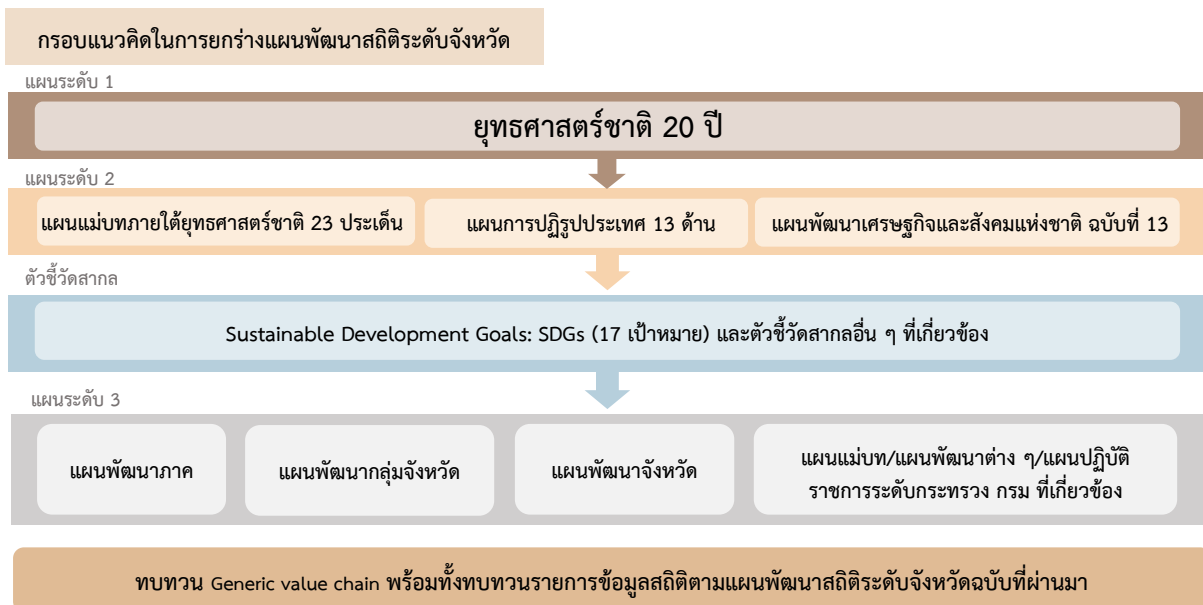 กรอบแนวคิดในการยกร่างแผนพัฒนาสถิติระดับจังหวัด
แผนระดับ 1
ยุทธศาสตร์ชาติ 20 ปี
แผนระดับ 2
แผนแม่บทภายใต้ยุทธศาสตร์ชาติ 23 ประเด็น
แผนการปฏิรูปประเทศ 13 ด้าน
แผนพัฒนาเศรษฐกิจและสังคมแห่งชาติ ฉบับที่ 13
ตัวชี้วัดสากล
Sustainable Development Goals: SDGs (17 เป้าหมาย) และตัวชี้วัดสากลอื่น ๆ ที่เกี่ยวข้อง
แผนระดับ 3
แผนพัฒนาภาค
แผนพัฒนากลุ่มจังหวัด
แผนพัฒนาจังหวัด
แผนแม่บท/แผนพัฒนาต่าง ๆ/แผนปฏิบัติ
ราชการระดับกระทรวง กรม ที่เกี่ยวข้อง
ทบทวน Generic value chain พร้อมทั้งทบทวนรายการข้อมูลสถิติตามแผนพัฒนาสถิติระดับจังหวัดฉบับที่ผ่านมา